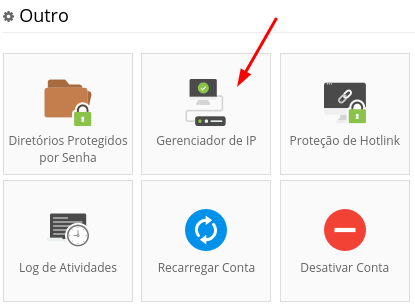 Outro
Diretórios Protegidos
por Senha
Gerenciador de IP
Proteção de Hotlink
Log de Atividades
Recarregar Conta
Desativar Conta